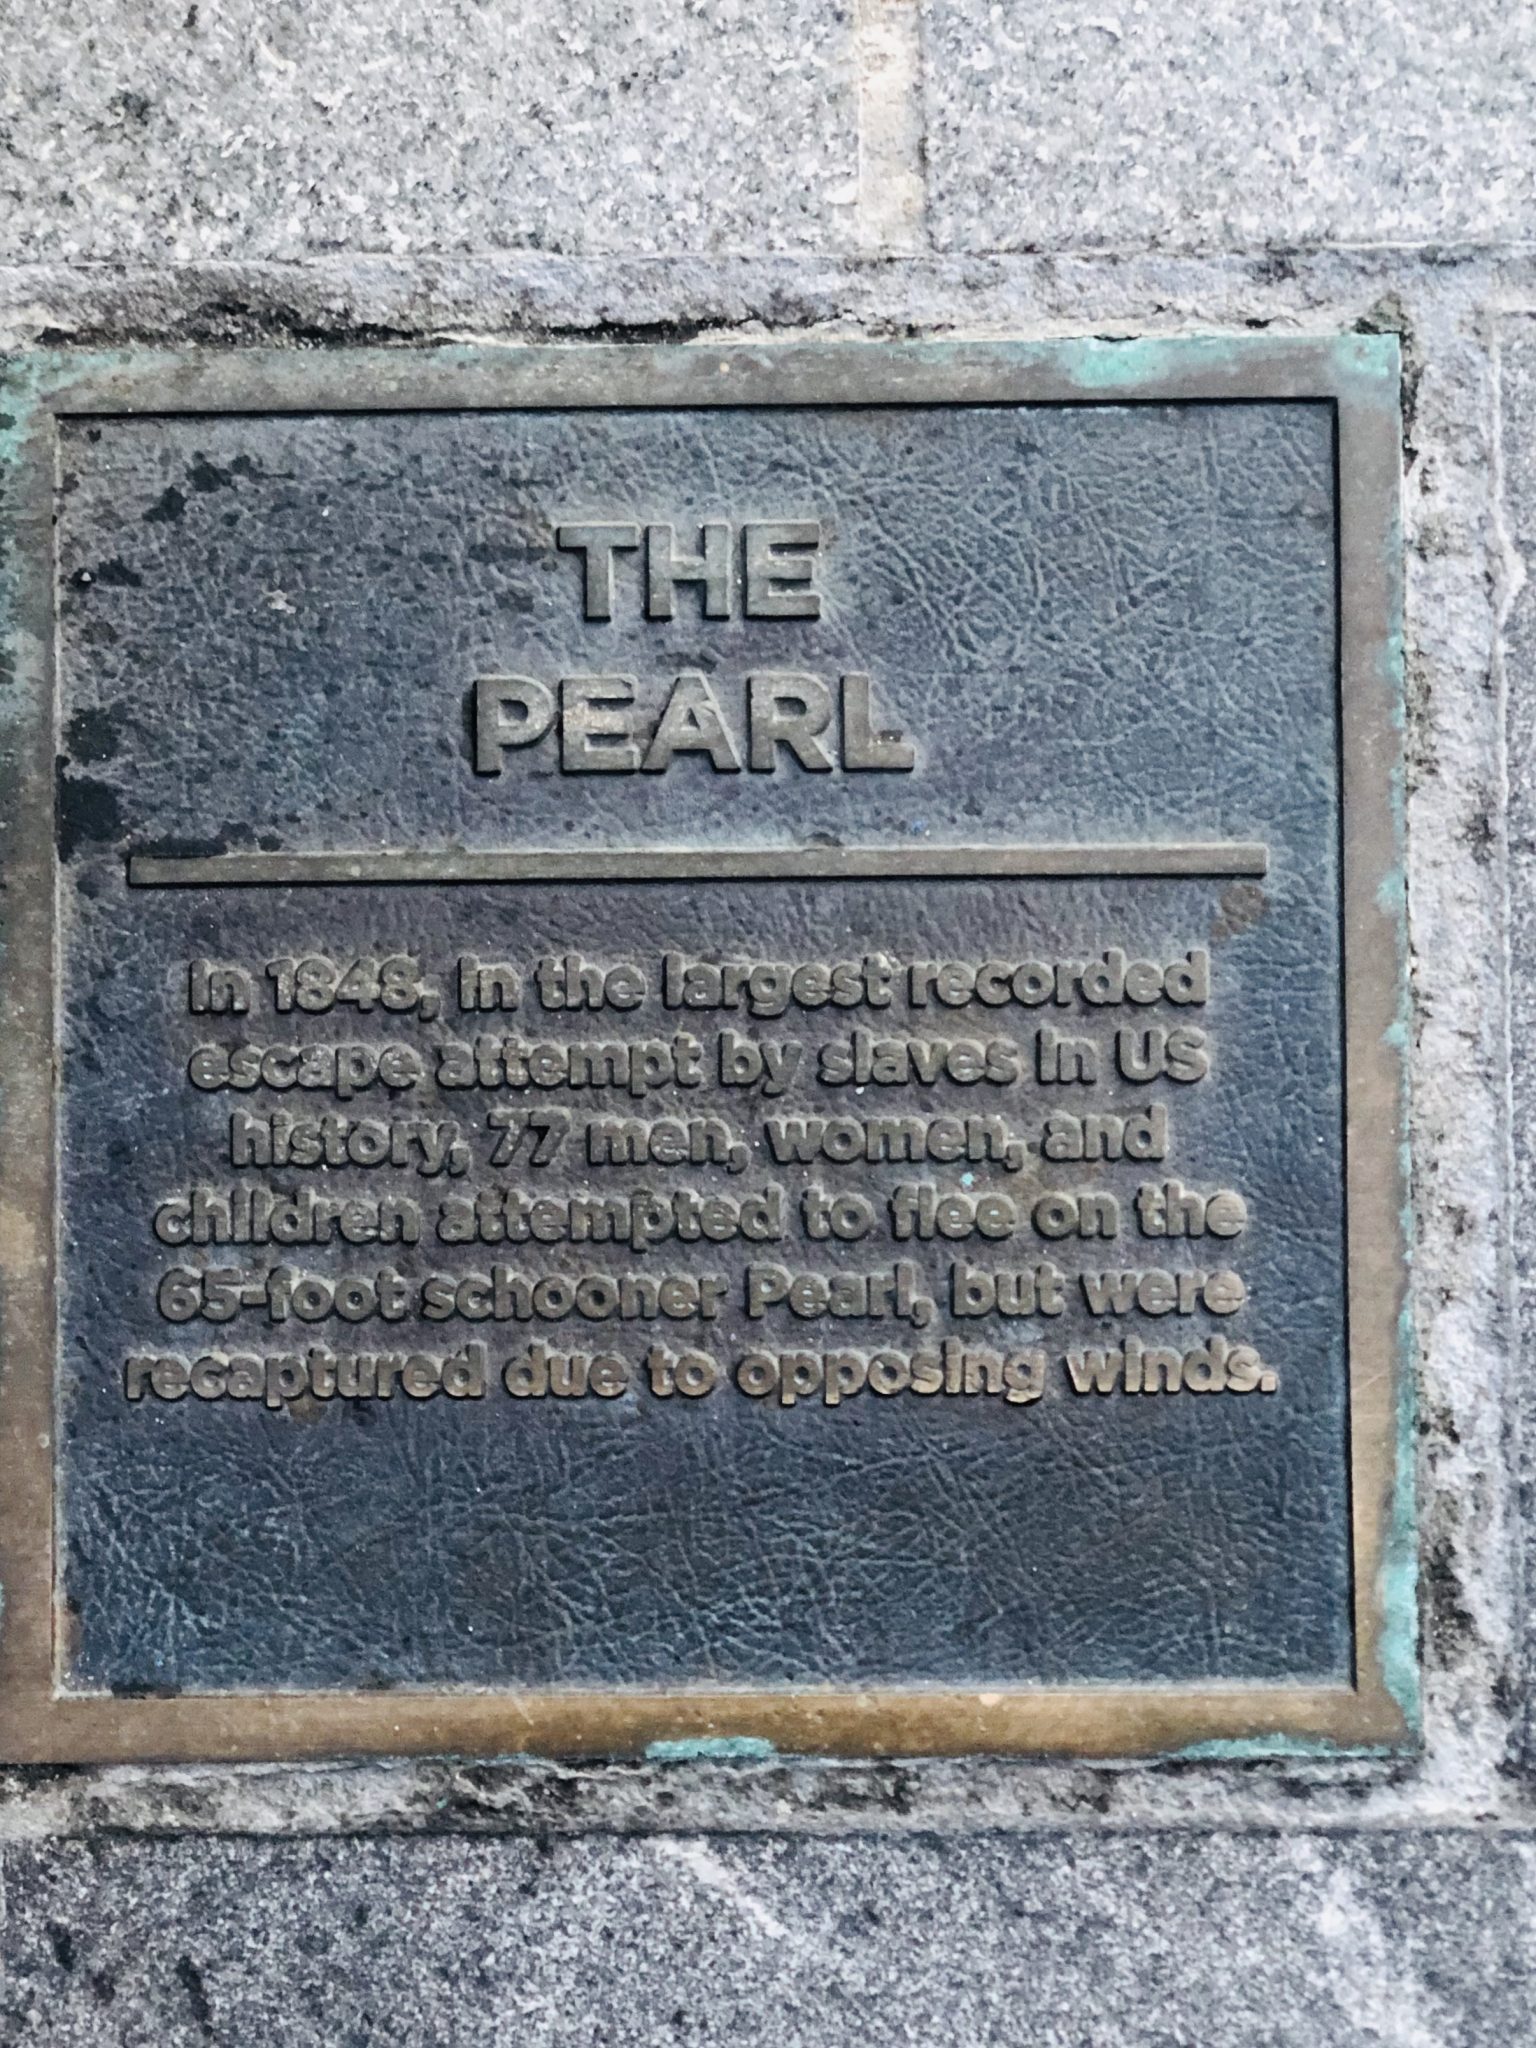 THE
PEARL
In 1848, in the largest recorded
escape attempt by slaves in US
history, 77 men, women, and
children attempted to flee on the
65-foot schooner Pearl, but were
recaptured due to opposing winds.